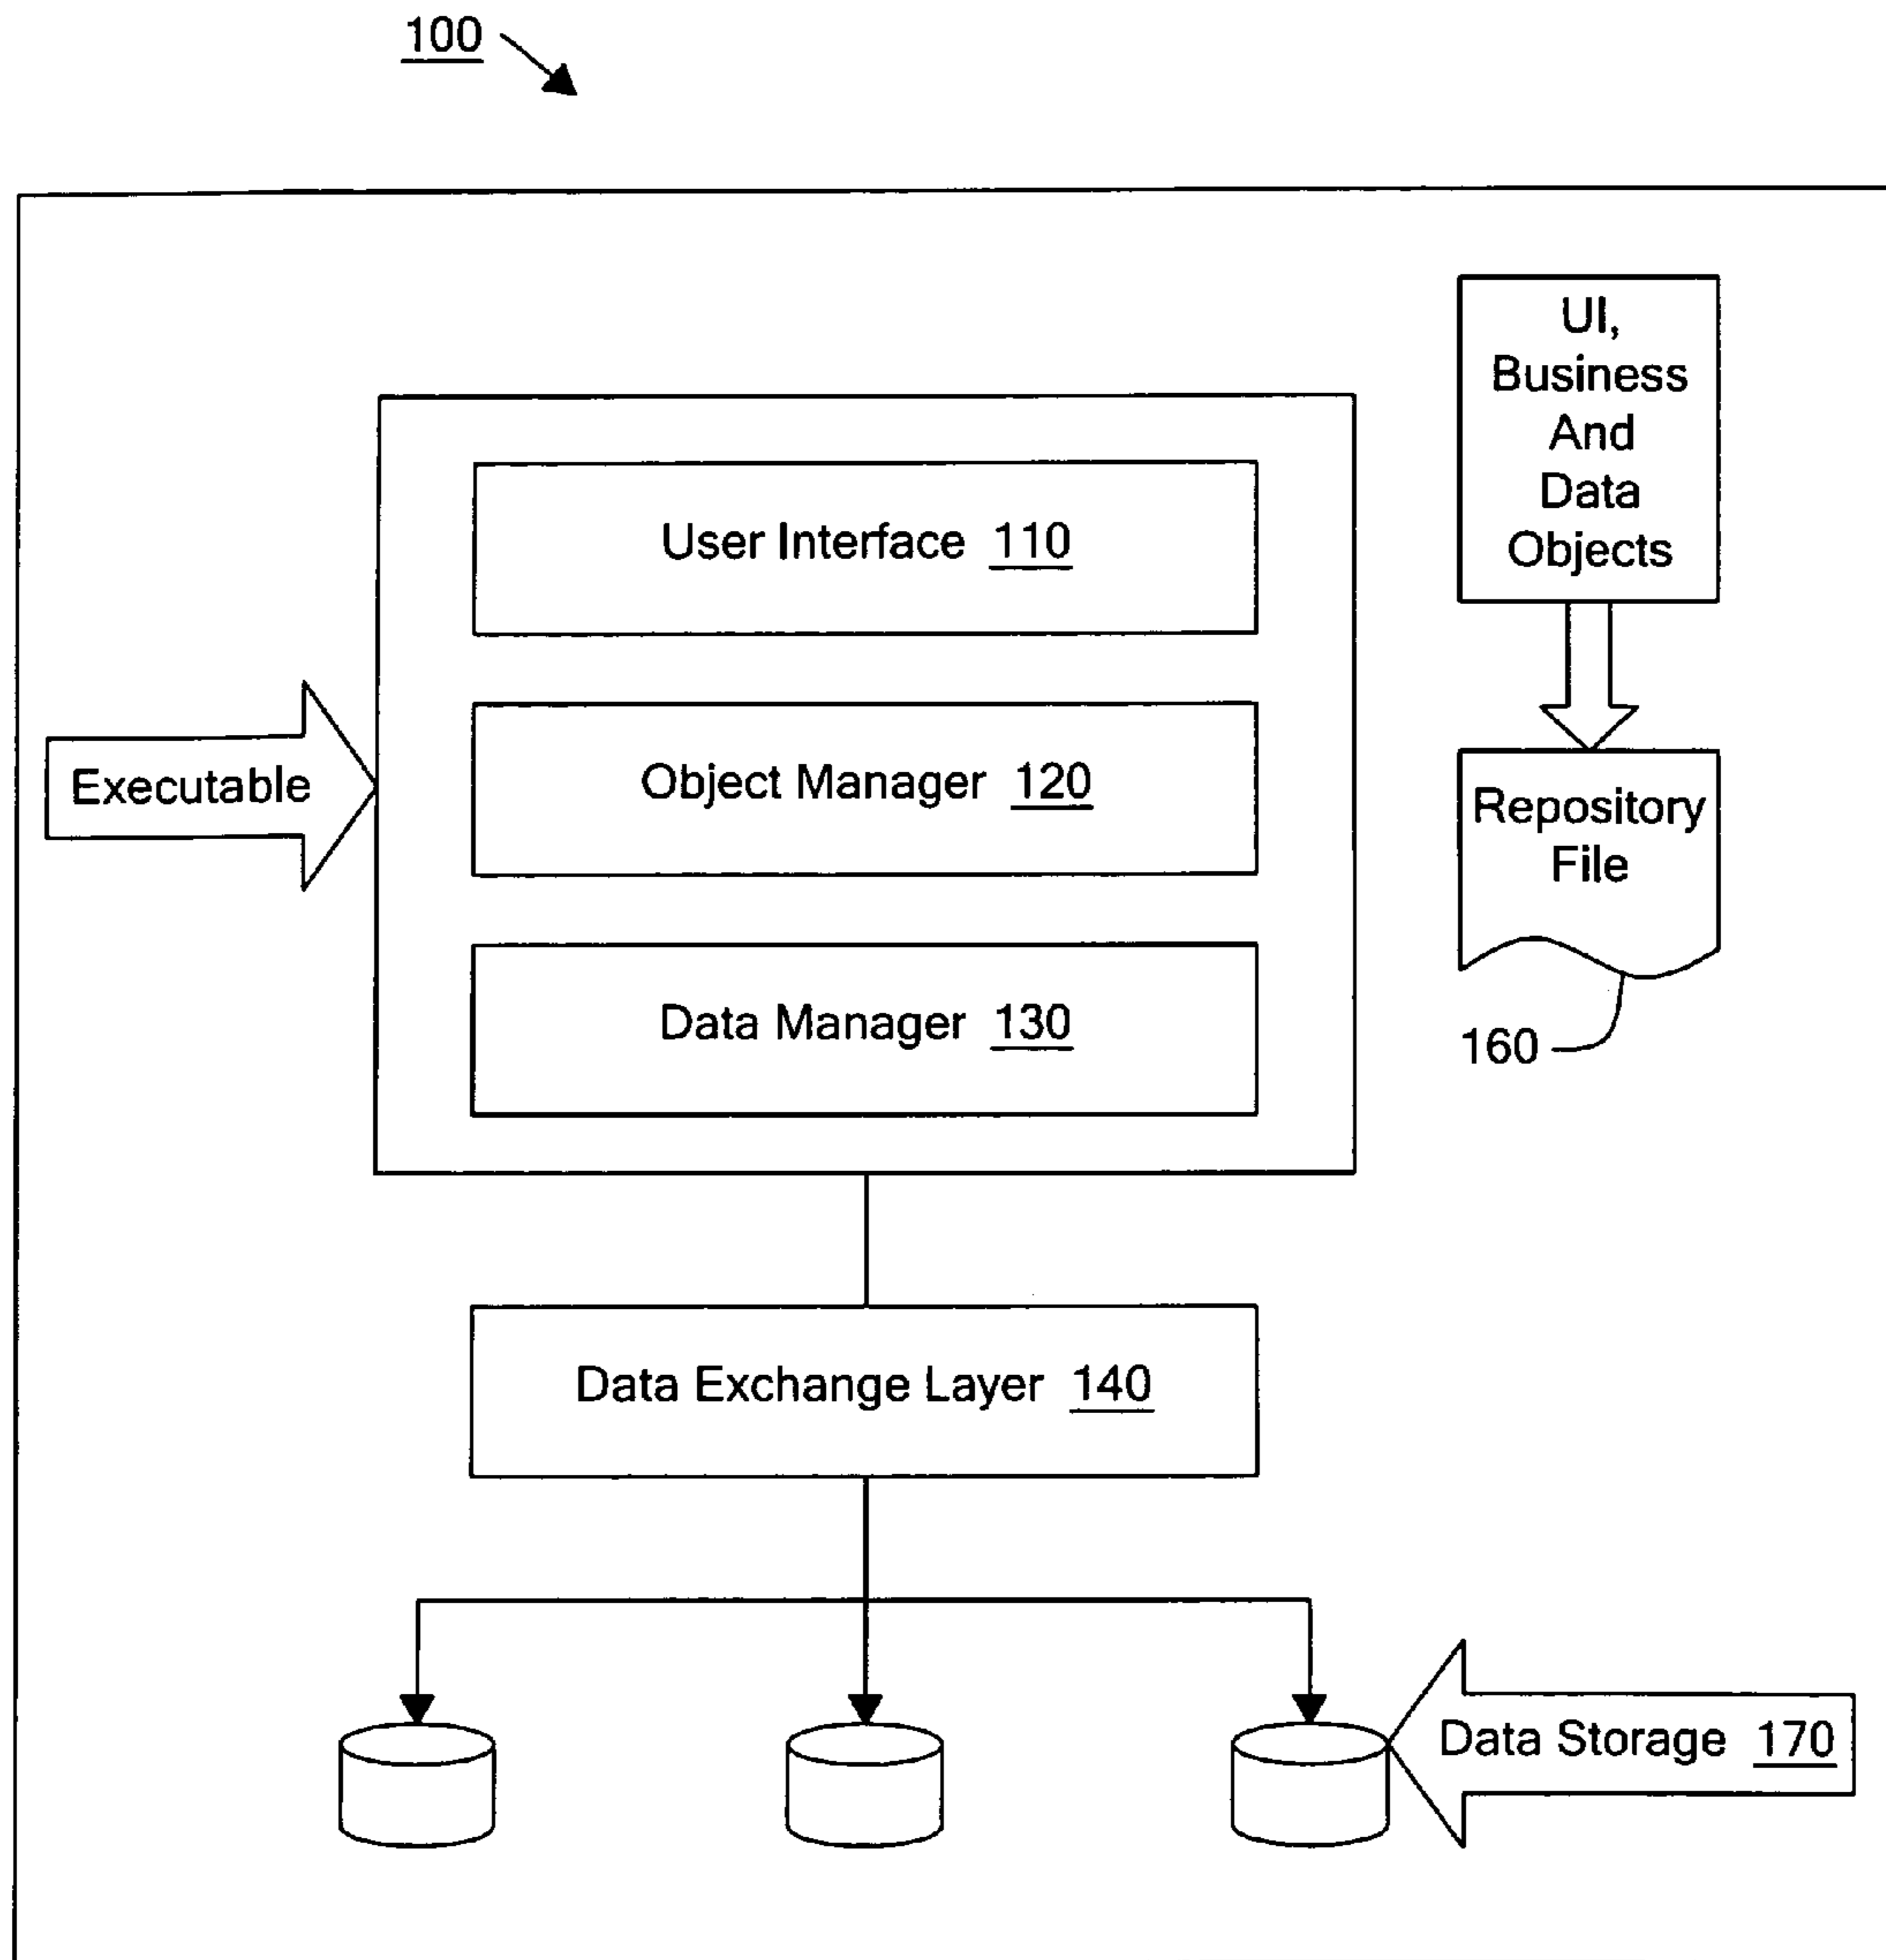 100
UI,
Business
And
Data
Objects
User Interface 110
Executable
Object Manager 120
Repository
File
Data Manager 130
160
Data Exchange Layer 140
Data Storage 170